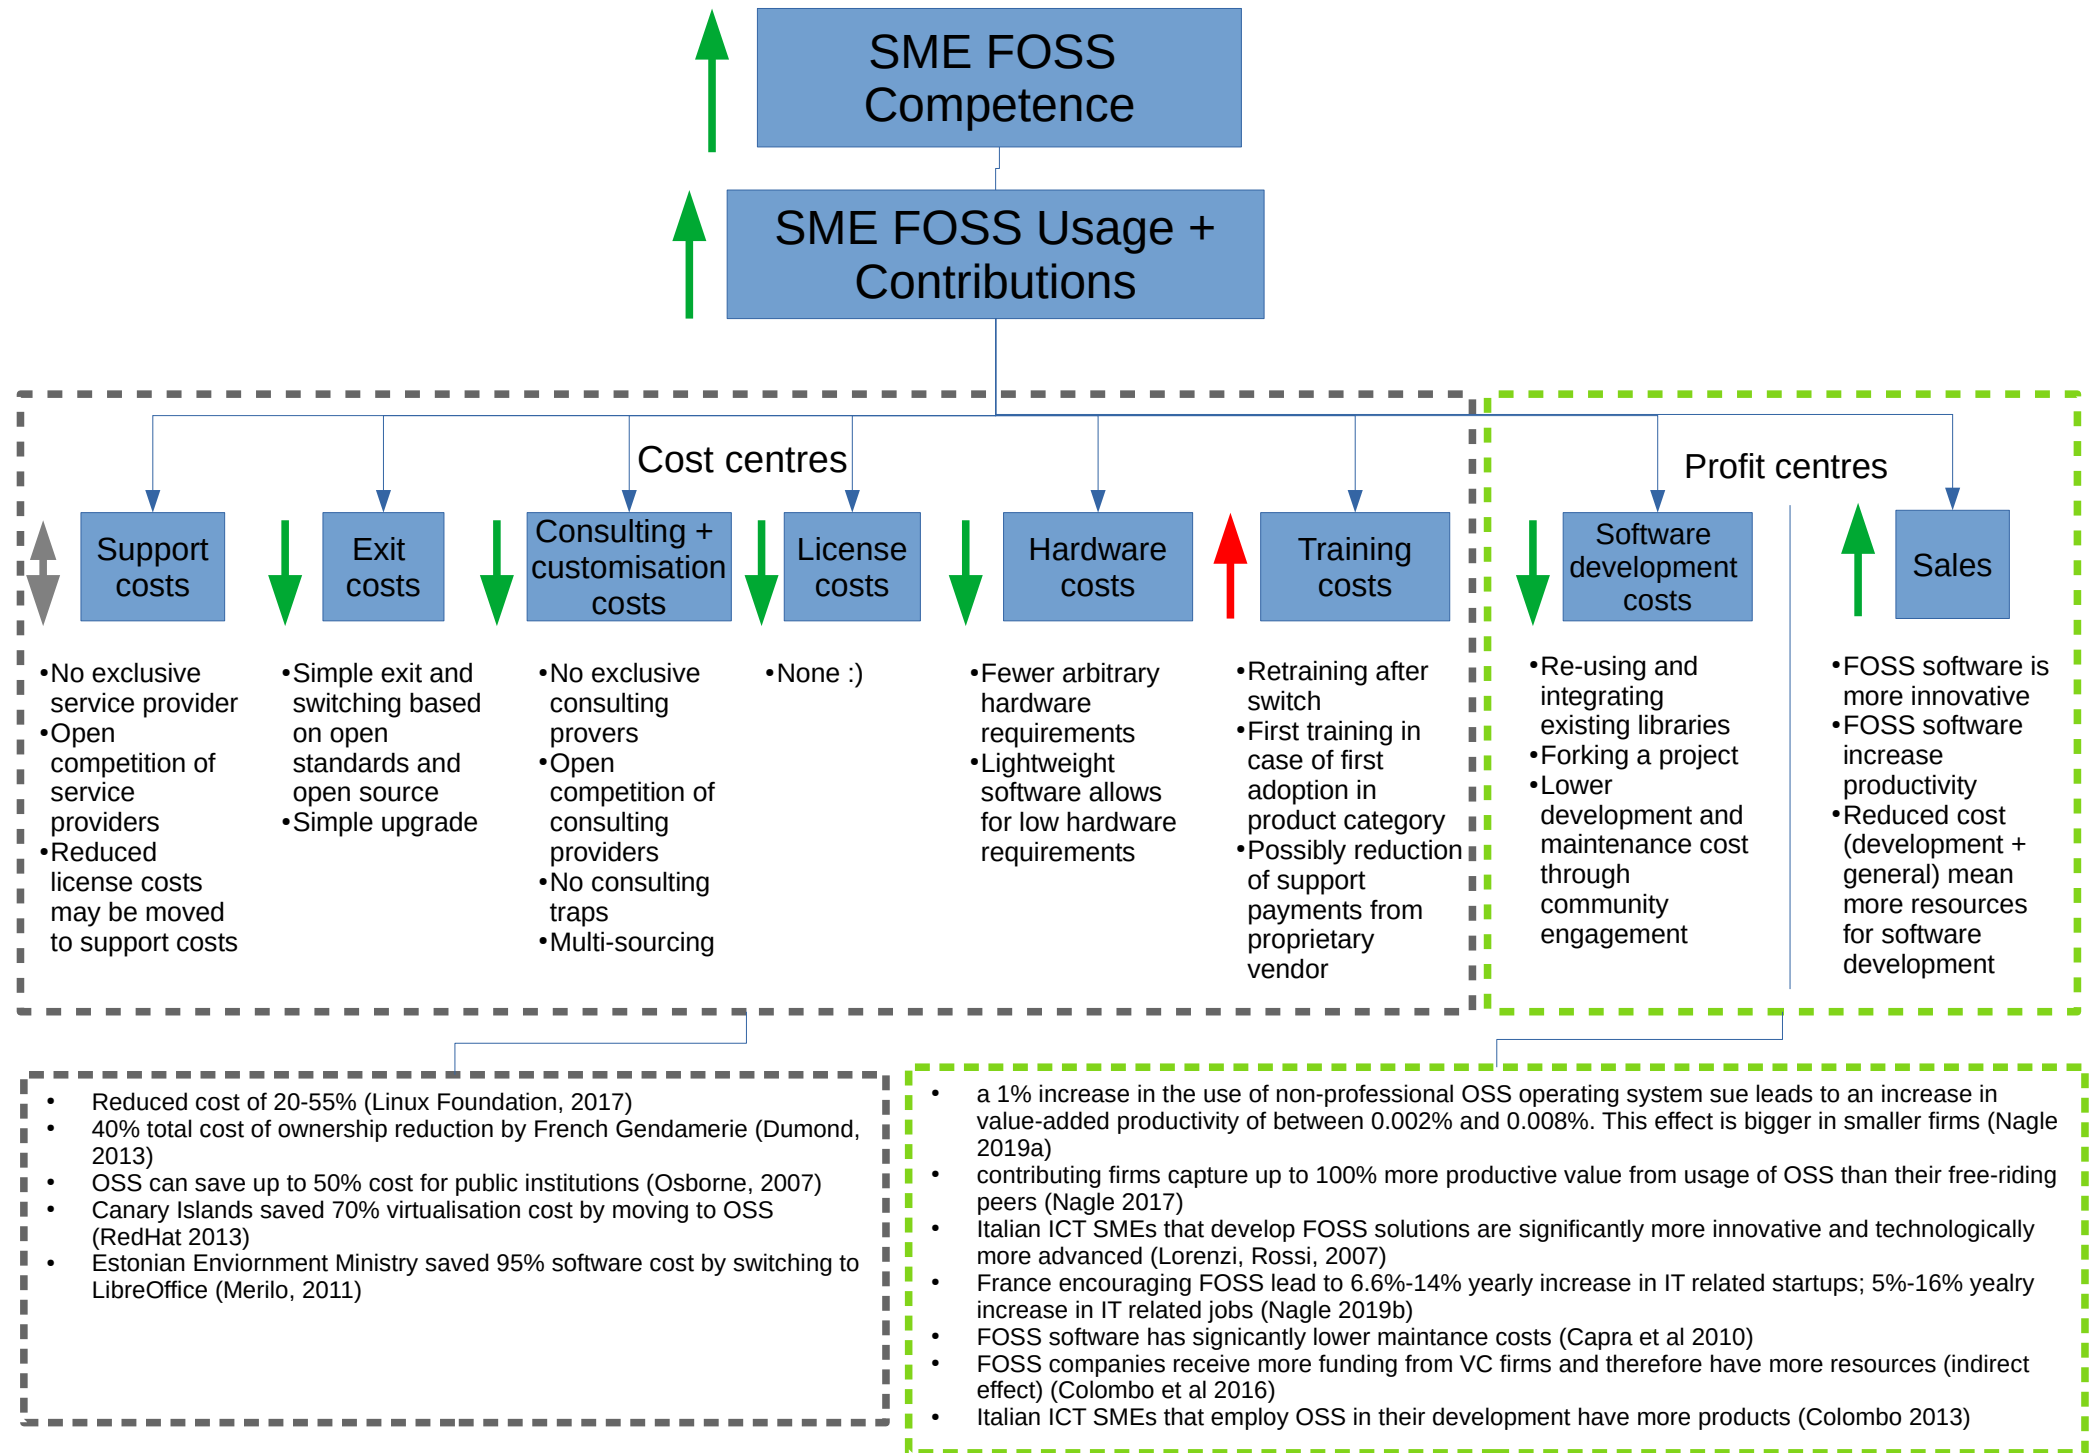 SME FOSS
Competence
SME FOSS Usage +
Contributions
Cost centres
Profit centres
Support
costs
Exit
costs
Consulting +
customisation
costs
License
costs
Hardware
costs
Training
costs
Software
development
costs
Sales
•No exclusive
service provider
•Open
competition of
service
providers
•Reduced
license costs
may be moved
to support costs
•Simple exit and
switching based
on open
standards and
open source
•Simple upgrade
•No exclusive
consulting
provers
•Open
competition of
consulting
providers
•No consulting
traps
•Multi-sourcing
•None :)
•Fewer arbitrary
hardware
requirements
•Lightweight
software allows
for low hardware
requirements
•Retraining after
switch
•First training in
case of first
adoption in
product category
•Possibly reduction
of support
payments from
proprietary
vendor
•Re-using and
integrating
existing libraries
•Forking a project
•Lower
development and
maintenance cost
through
community
engagement
•FOSS software is
more innovative
•FOSS software
increase
productivity
•Reduced cost
(development +
general) mean
more resources
for software
development
• Reduced cost of 20-55% (Linux Foundation, 2017)
• 40% total cost of ownership reduction by French Gendamerie (Dumond,
2013)
• OSS can save up to 50% cost for public institutions (Osborne, 2007)
• Canary Islands saved 70% virtualisation cost by moving to OSS
(RedHat 2013)
• Estonian Enviornment Ministry saved 95% software cost by switching to
LibreOffice (Merilo, 2011)
• a 1% increase in the use of non-professional OSS operating system sue leads to an increase in
value-added productivity of between 0.002% and 0.008%. This effect is bigger in smaller firms (Nagle
2019a)
• contributing firms capture up to 100% more productive value from usage of OSS than their free-riding
peers (Nagle 2017)
• Italian ICT SMEs that develop FOSS solutions are significantly more innovative and technologically
more advanced (Lorenzi, Rossi, 2007)
• France encouraging FOSS lead to 6.6%-14% yearly increase in IT related startups; 5%-16% yealry
increase in IT related jobs (Nagle 2019b)
• FOSS software has signicantly lower maintance costs (Capra et al 2010)
• FOSS companies receive more funding from VC firms and therefore have more resources (indirect
effect) (Colombo et al 2016)
• Italian ICT SMEs that employ OSS in their development have more products (Colombo 2013)